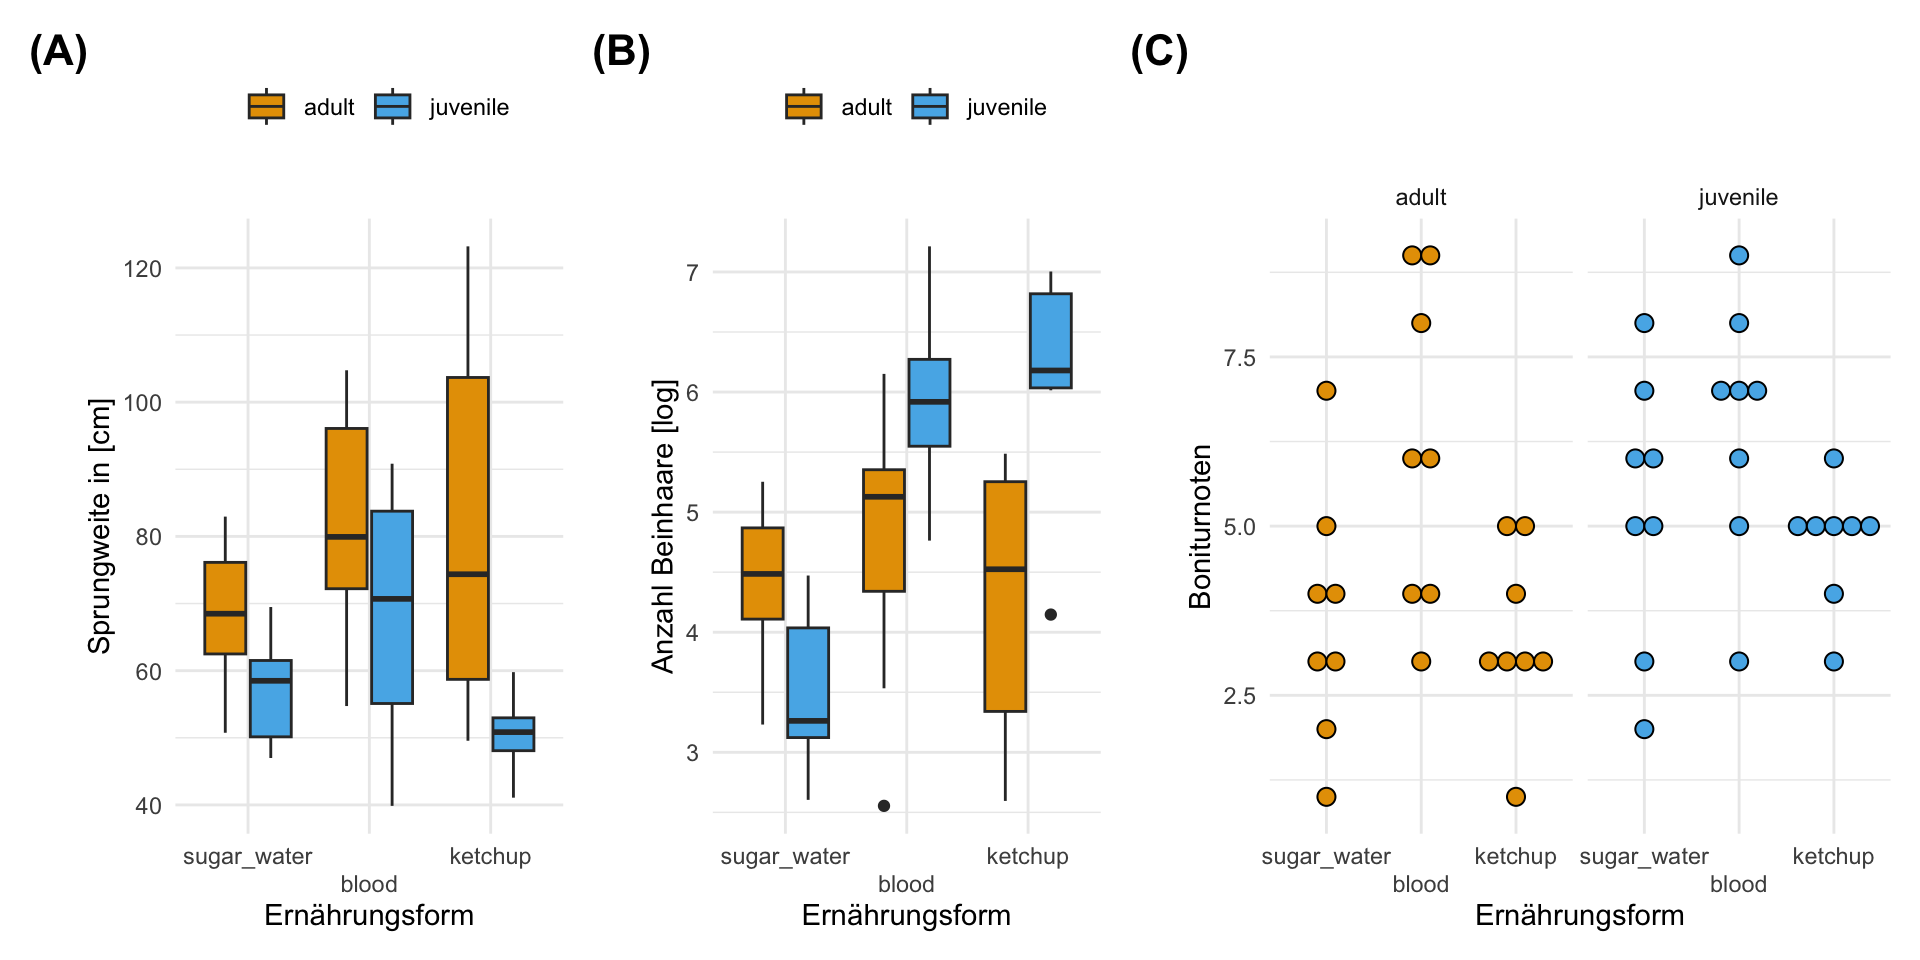 (A)
adult juvenile
Sprungweite in [cm]
120
100
80
60
40
sugar_water ketchup
blood
Ernährungsform
(B)
adult juvenile
Anzahl Beinhaare [log]
7
6
5
4
3
sugar_water ketchup
blood
Ernährungsform
(C)
adult juvenile
Boniturnoten
7.5
5.0
2.5
sugar_water ketchup sugar_water ketchup
blood blood
Ernährungsform